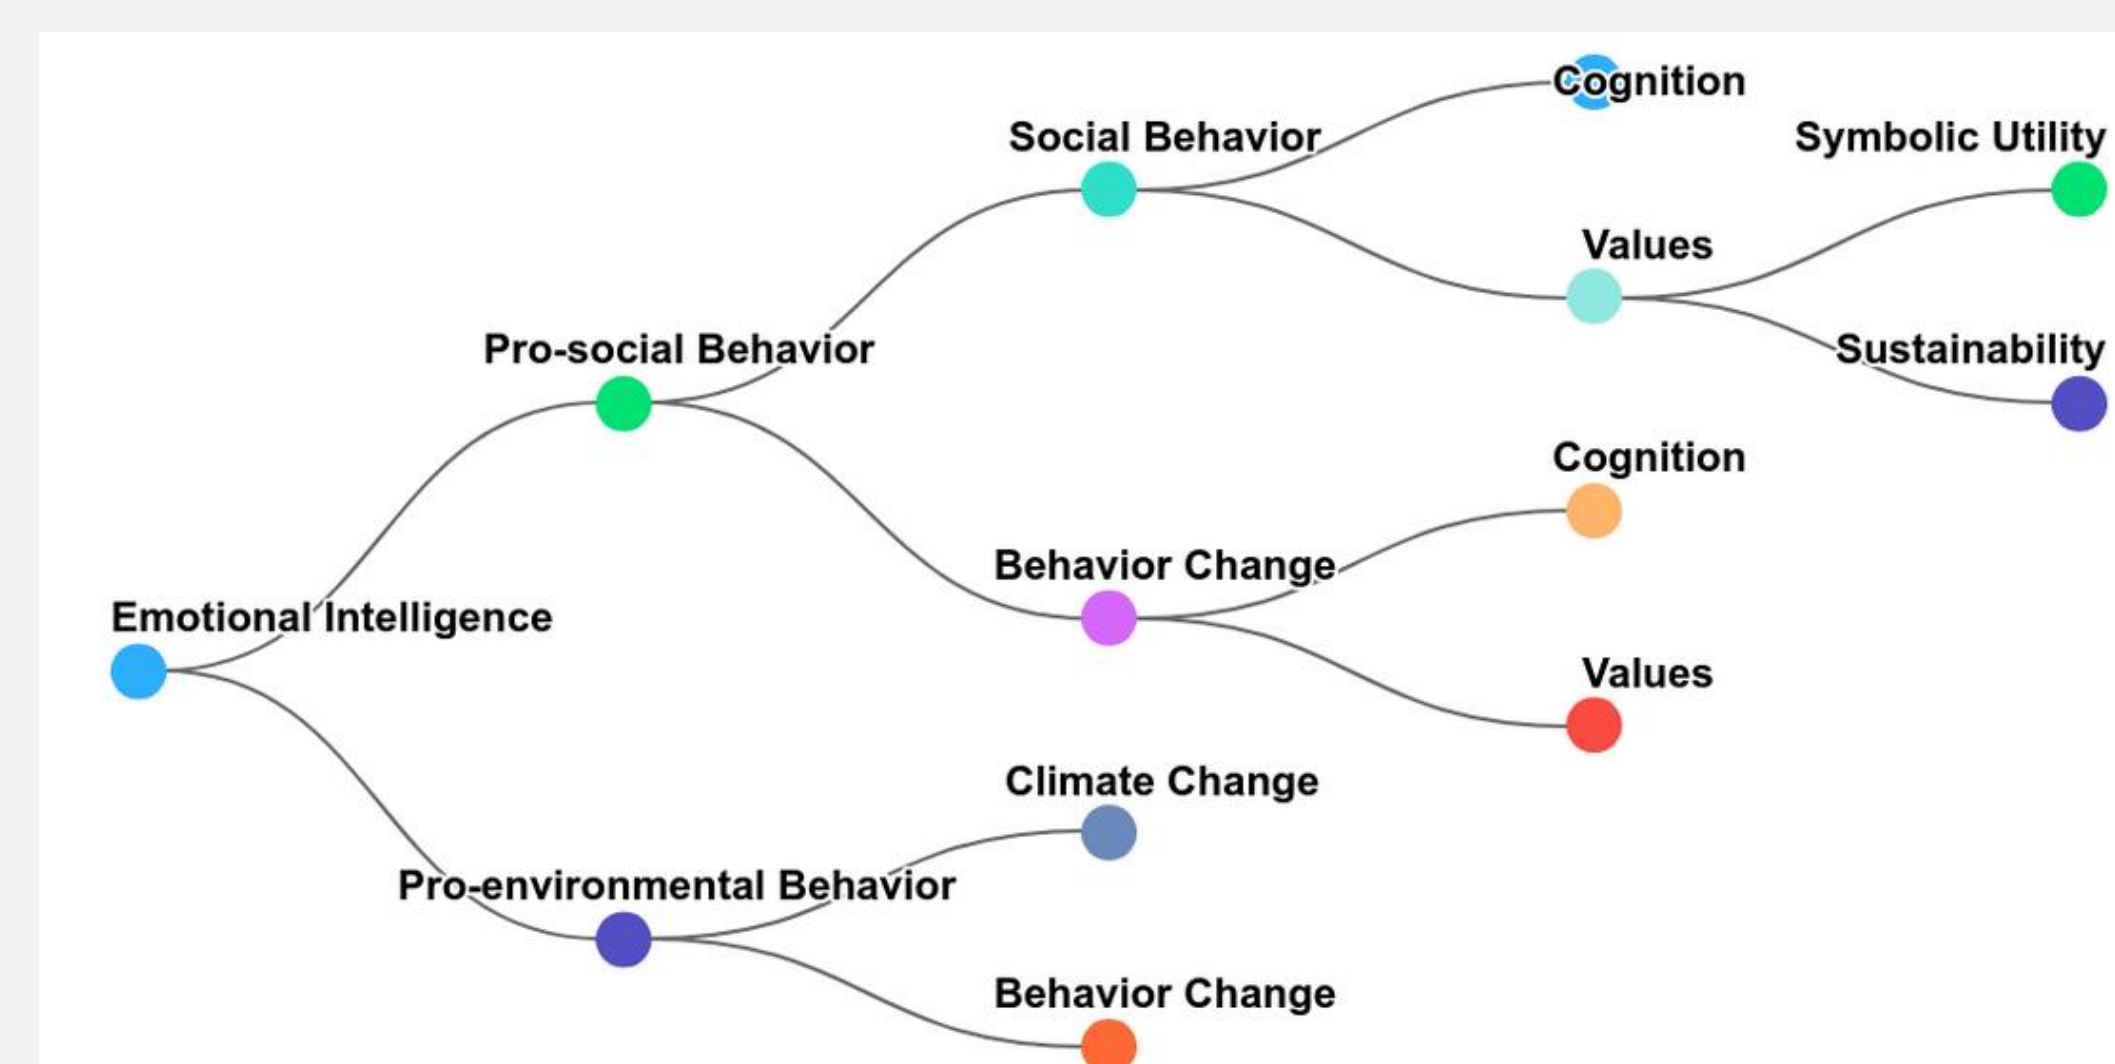 Cognition
Social Behavior
Symbolic Utility
Values
Pro-social Behavior
Sustainability
Cognition
Behavior Change
Emotional Intelligence
Values
Climate Change
Pro-environmental Behavior
Behavior Change